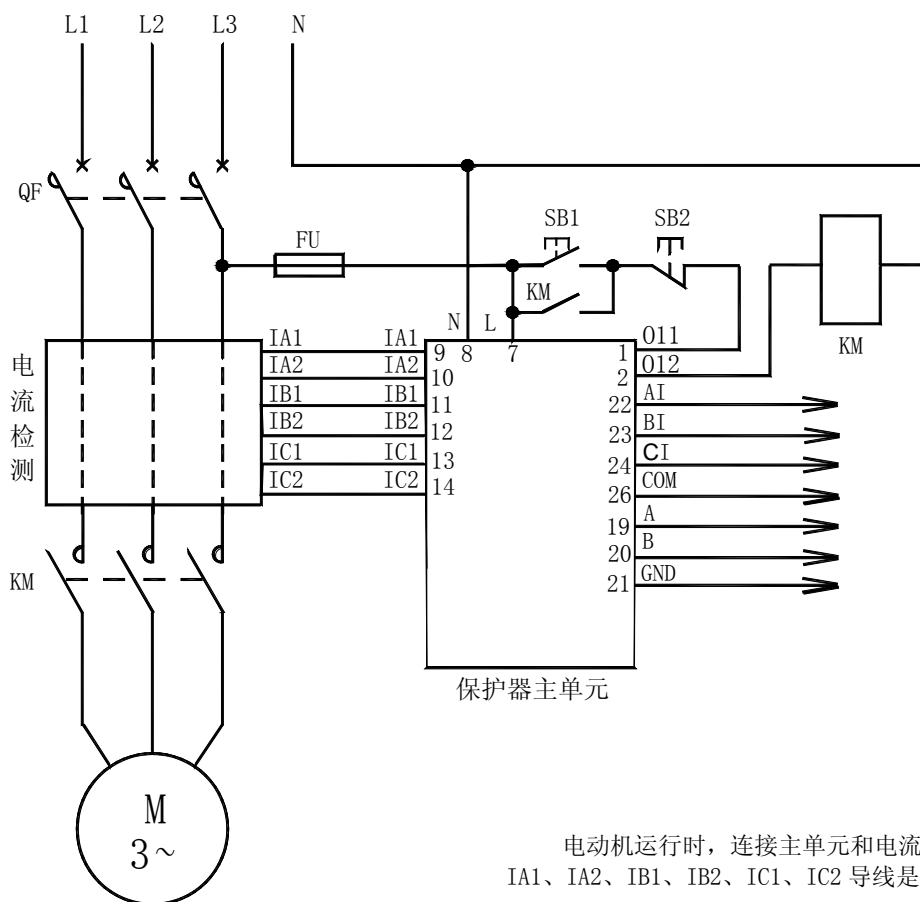 L1 L2 L3 N
QF
FU
SB1 SB2
KM
N L
KM
电流检测
IA1 IA1 9 8 7 1 O11
IA2 IA2 10 2 O12
IB1 IB1 11 22 AI
IB2 IB2 12 23 BI
IC1 IC1 13 24 CI
IC2 IC2 14 26 COM
19 A
20 B
21 GND
KM
保护器主单元
M
3~
电动机运行时，连接主单元和电流
IA1、IA2、IB1、IB2、IC1、IC2 导线是